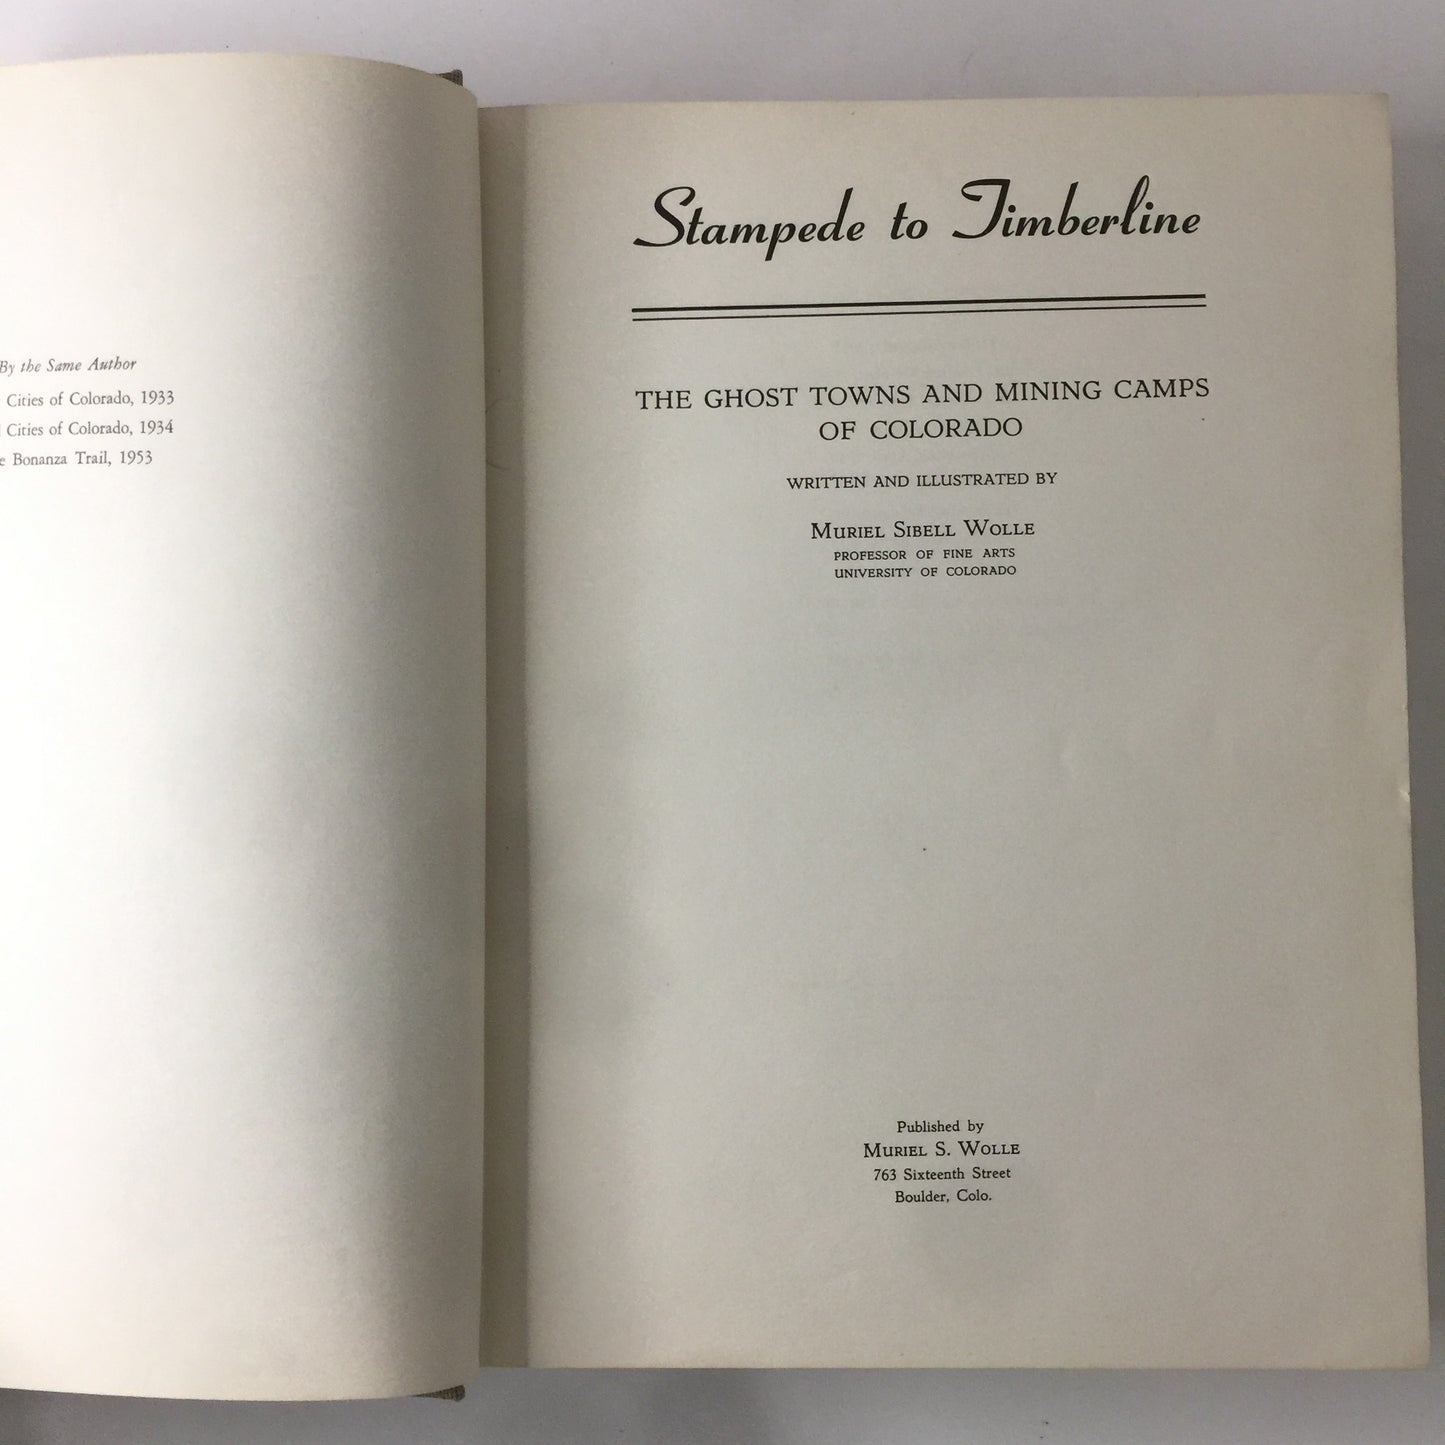 By the Same Author
Cities of Colorado, 1933
Cities of Colorado, 1934
Bonanza Trail, 1953
Stampede to Timberline
THE GHOST TOWNS AND MINING CAMPS
OF COLORADO
WRITTEN AND ILLUSTRATED BY
MURIEL SIBELL WOLLE
PROFESSOR OF FINE ARTS
UNIVERSITY OF COLORADO
Published by
MURIEL S. WOLLE
763 Sixteenth Street
Boulder, Colo.